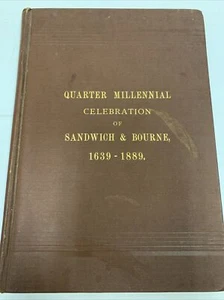 QUARTER MILLENNIAL
CELEBRATION
OF
SANDWICH & BOURNE,
1639-1889.